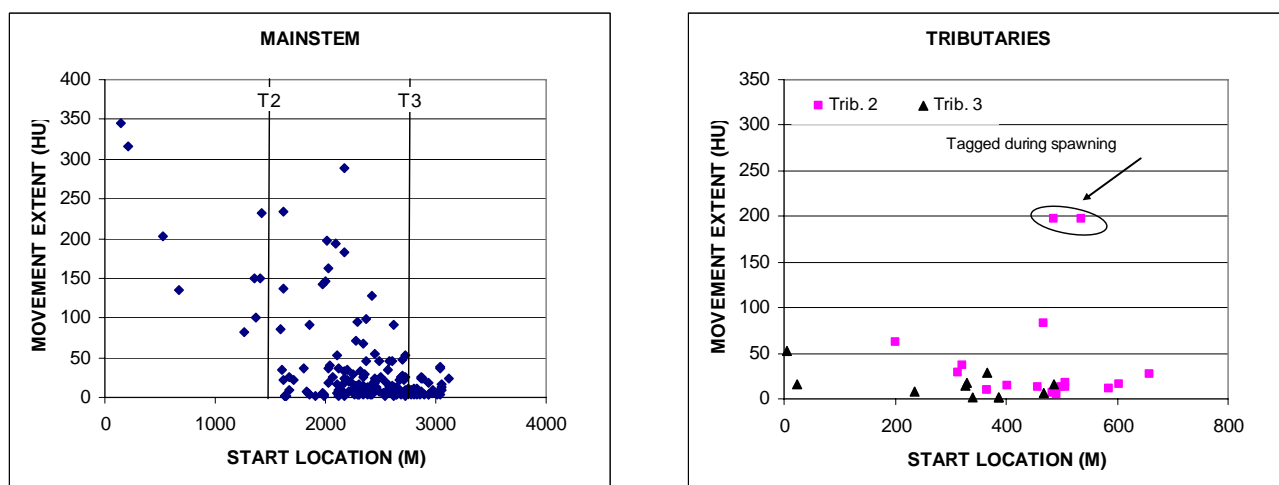 MAINSTEM
MOVEMENT EXTENT (HU)
400
350
300
250
200
150
100
50
0
T2
T3
0 1000 2000 3000 4000
START LOCATION (M)
TRIBUTARIES
MOVEMENT EXTENT (HU)
350
300
250
200
150
100
50
0
Trib. 2 Trib. 3
Tagged during spawning
0 200 400 600 800
START LOCATION (M)